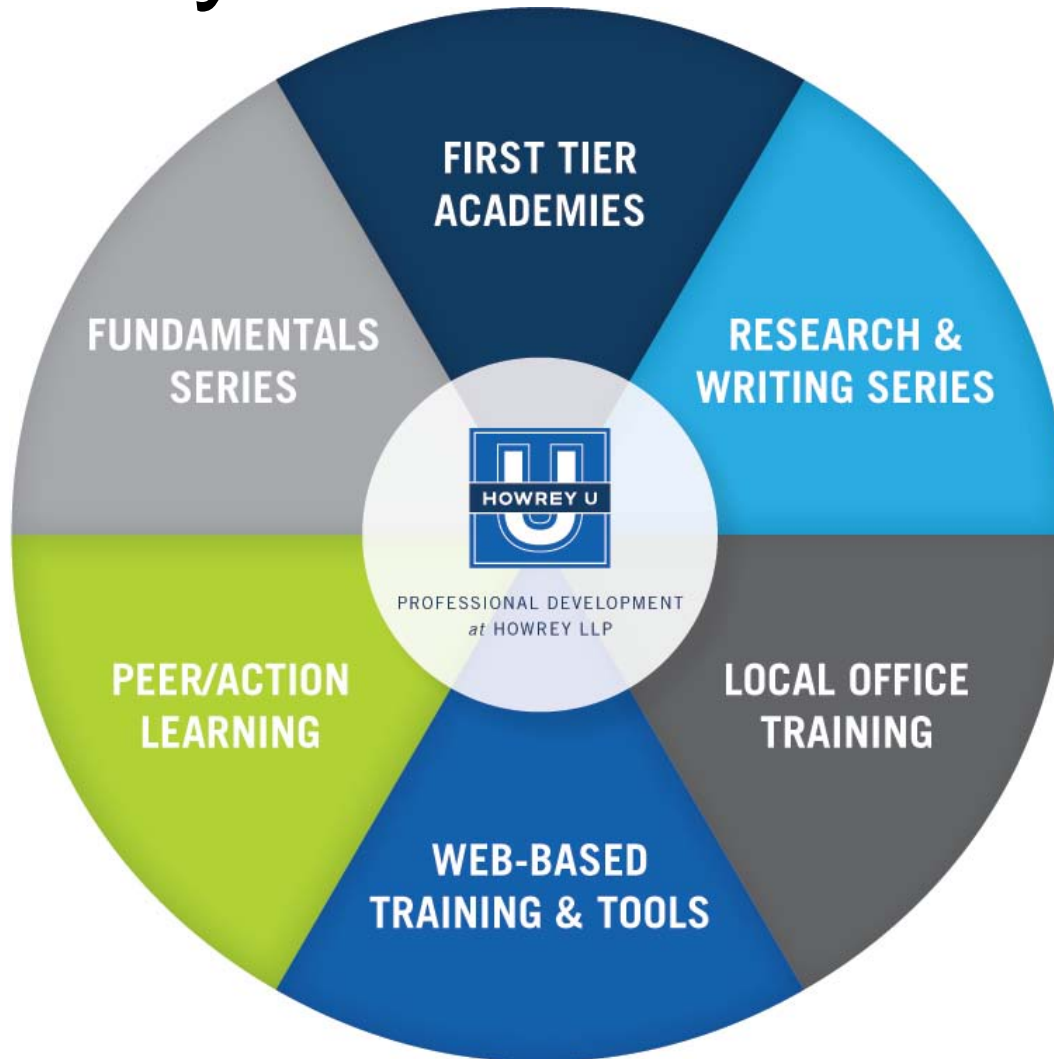 FIRST TIER
ACADEMIES
RESEARCH &
WRITING SERIES
LOCAL OFFICE
TRAINING
WEB-BASED
TRAINING & TOOLS
PEER/ACTION
LEARNING
FUNDAMENTALS
SERIES
U
HOWREY U
PROFESSIONAL DEVELOPMENT
at HOWREY LLP